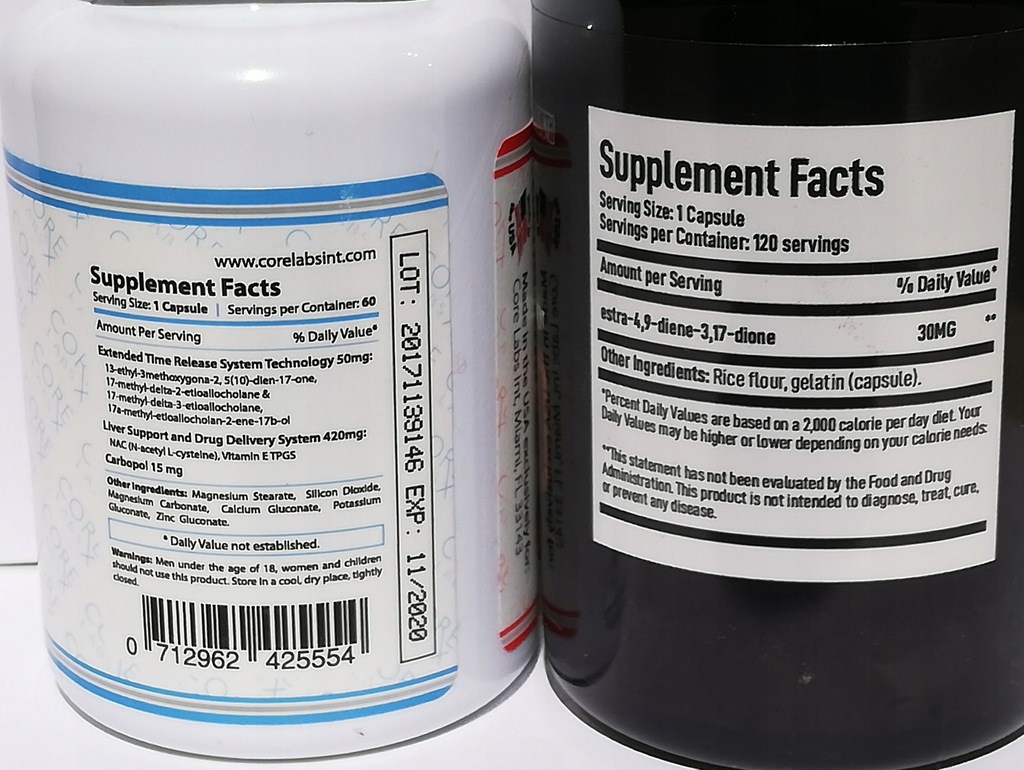 www.corelabsint.com
Supplement Facts
Serving Size: 1 Capsule | Servings per Container: 60
Amount Per Serving % Daily Value*
Extended Time Release System Technology 50mg:
13-ethyl-3methoxygona-2, 5(10)-dien-17-one,
17-methyl-delta-2-etioallocholane &
17-methyl-delta-3-etioallocholane,
17a-methyl-etioallocholan-2-ene-17b-ol
Liver Support and Drug Delivery System 420mg:
NAC (N-acetyl L-cysteine), Vitamin E TPGS
Carbopol 15 mg
Other Ingredients: Magnesium Stearate, Silicon Dioxide,
Magnesium Carbonate, Calcium Gluconate, Potassium
Gluconate, Zinc Gluconate.
* Daily Value not established.
Warnings: Men under the age of 18, women and children
should not use this product. Store in a cool, dry place, tightly
closed.
0 712962 425554
LOT: 2017139146 EXP: 11/2020
Made in the USA exclusively for
Core Labs Int. Miami, FL 33143
Supplement Facts
Serving Size: 1 Capsule
Servings per Container: 120 servings
Amount per Serving % Daily Value*
estra-4,9-diene-3,17-dione 30MG **
Other Ingredients: Rice flour, gelatin (capsule).
*Percent Daily Values are based on a 2,000 calorie per day diet. Your
Daily Values may be higher or lower depending on your calorie needs:
**This statement has not been evaluated by the Food and Drug
Administration. This product is not intended to diagnose, treat, cure,
or prevent any disease.